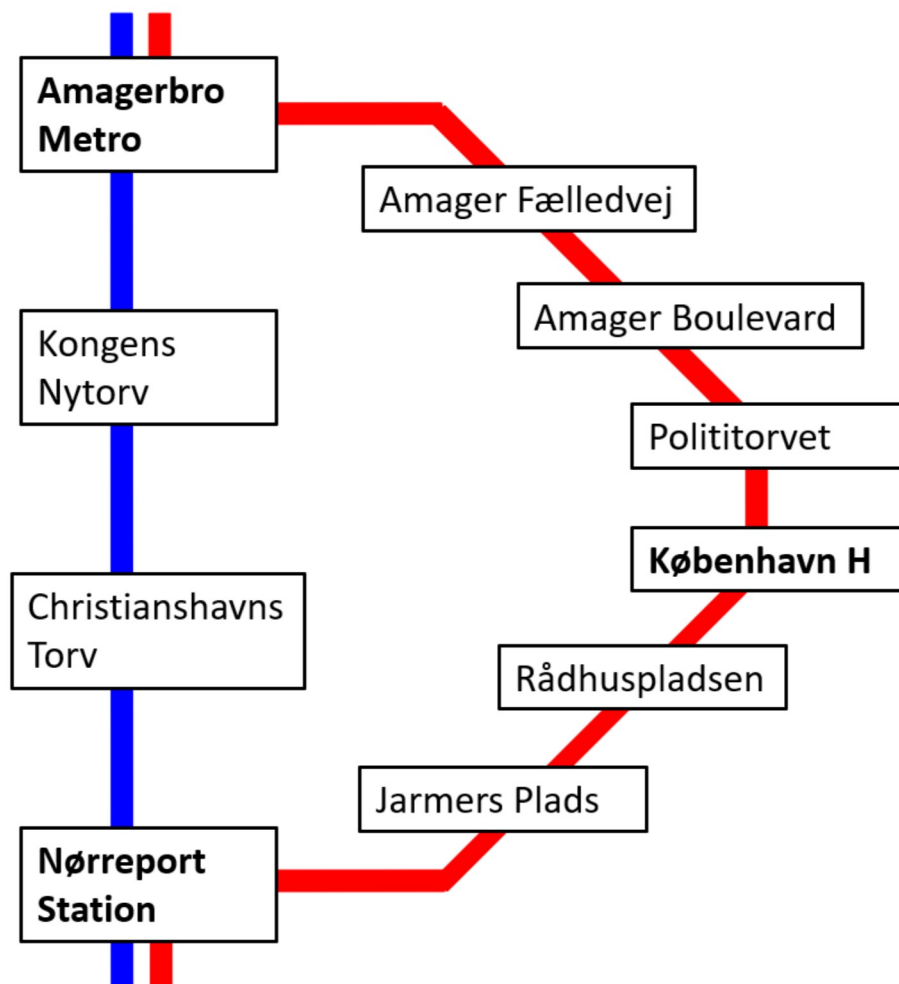 Amagerbro
Metro
Amager Fælledvej
Amager Boulevard
Kongens
Nytorv
Polititorvet
København H
Christianshavns
Torv
Rådhuspladsen
Jarmers Plads
Nørreport
Station